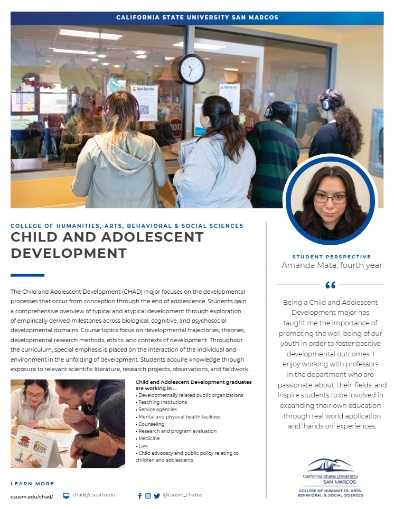 CALIFORNIA STATE UNIVERSITY SAN MARCOS
COLLEGE OF HUMANITIES, ARTS, BEHAVIORAL & SOCIAL SCIENCES
CHILD AND ADOLESCENT
DEVELOPMENT
The Child and Adolescent Development (CHAD) major focuses on the developmental
processes that occur from conception through the end of adolescence. Students gain
a comprehensive overview of typical and atypical development through exploration
of empirically derived milestones across biological, cognitive, and psychosocial
developmental domains. Course topics focus on developmental trajectories, theories,
developmental research methods, ethics, and contexts of development. Throughout
the curriculum, special emphasis is placed on the interaction of the individual and
environment in the unfolding of development. Students acquire knowledge through
exposure to relevant scientific literature, research projects, observations, and fieldwork.
Child and Adolescent Development graduates
are working in ...
• Developmentally related public organizations
• Teaching institutions
• Service agencies
• Mental and physical health facilities
• Counseling
• Research and program evaluation
• Medicine
• Law
• Child advocacy and public policy relating to
children and adolescents
LEARN MORE
csusm.edu/chad/
chad@csusm.edu
STUDENT PERSPECTIVE
Amanda Mata, fourth year
“
Being a Child and Adolescent
Development major has
taught me the importance of
promoting the well-being of our
youth in order to foster positive
developmental outcomes. I
enjoy working with professors
in the department who are
passionate about their fields and
inspire students to be involved in
expanding their own education
through real world application
and 'hands on' experiences.
California State University
SAN MARCOS
COLLEGE OF HUMANITIES, ARTS,
BEHAVIORAL & SOCIAL SCIENCES